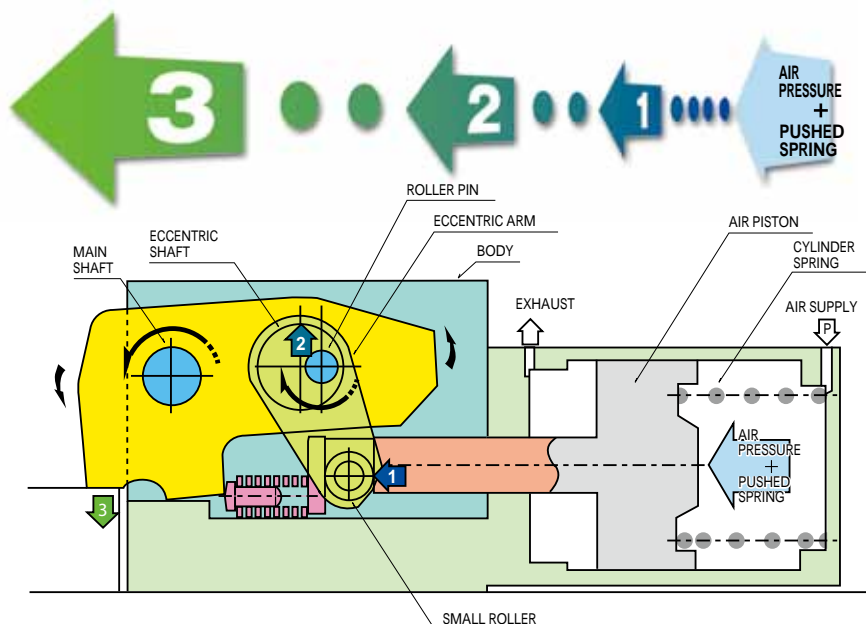 3
2
1
AIR
PRESSURE
+
PUSHED
SPRING
ROLLER PIN
ECCENTRIC
SHAFT
ECCENTRIC ARM
AIR PISTON
MAIN
SHAFT
BODY
CYLINDER
SPRING
EXHAUST
AIR SUPPLY
P
2
AIR
PRESSURE
+
PUSHED
SPRING
1
3
SMALL ROLLER